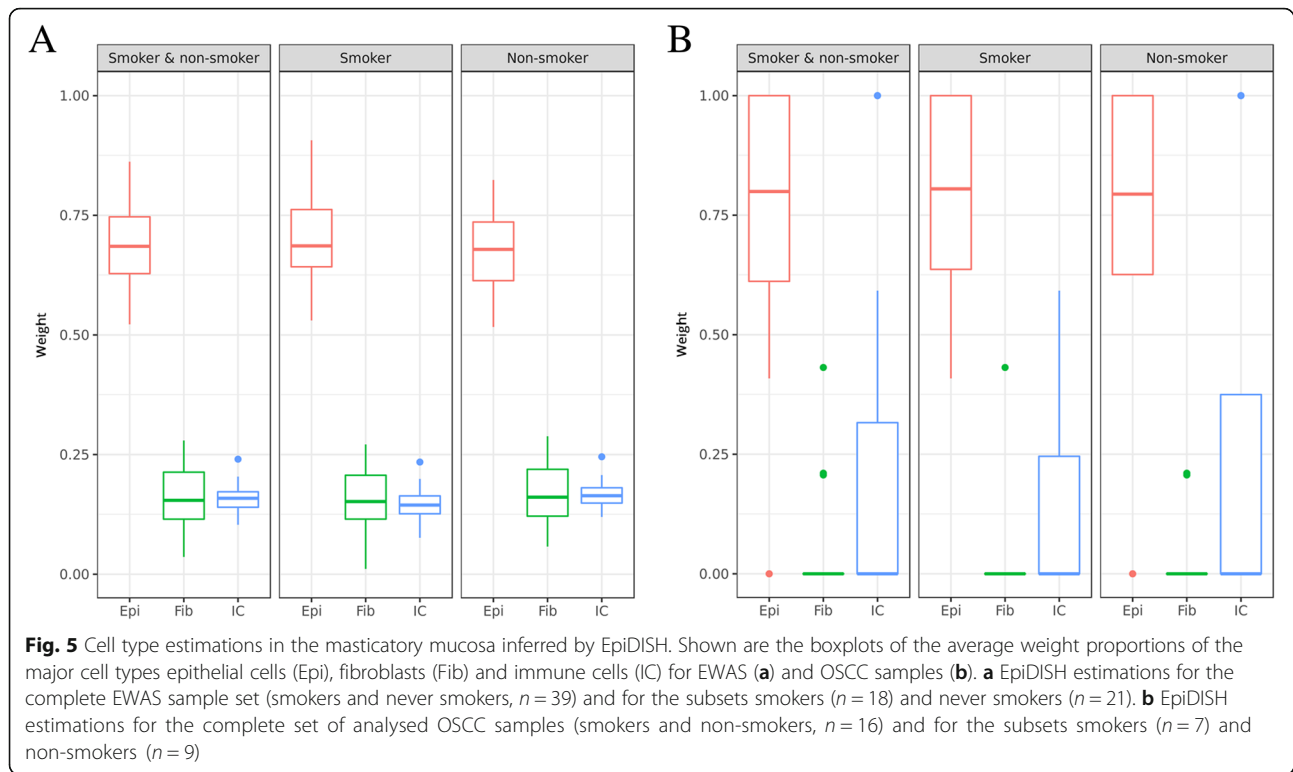 A
B
Smoker & non-smoker
Smoker
Non-smoker
Smoker & non-smoker
Smoker
Non-smoker
1.00
0.75
0.50
0.25
0.00
Weight
Epi Fib IC
Epi Fib IC
Epi Fib IC
1.00
0.75
0.50
0.25
0.00
Weight
Epi Fib IC
Epi Fib IC
Epi Fib IC
Fig. 5 Cell type estimations in the masticatory mucosa inferred by EpiDISH. Shown are the boxplots of the average weight proportions of the
major cell types epithelial cells (Epi), fibroblasts (Fib) and immune cells (IC) for EWAS (a) and OSCC samples (b). a EpiDISH estimations for the
complete EWAS sample set (smokers and never smokers, n = 39) and for the subsets smokers (n = 18) and never smokers (n = 21). b EpiDISH
estimations for the complete set of analysed OSCC samples (smokers and non-smokers, n = 16) and for the subsets smokers (n = 7) and
non-smokers (n = 9)